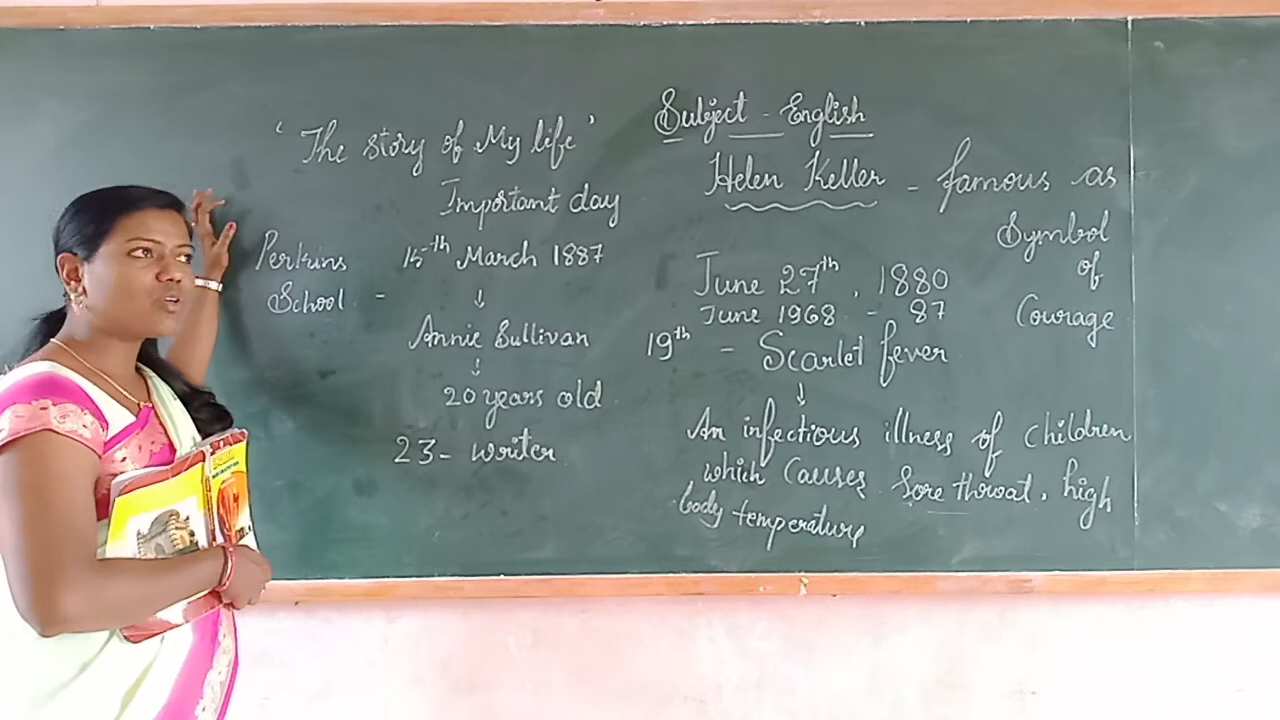 Subject - English
'The story of My life'
Important day
Perkins
School -
15th March 1887
↓
Annie Sullivan
↓
20 years old
23 - writer
Helen Keller - famous as
Symbol
of
Courage
June 27th, 1880
June 1968 - 87
19th - Scarlet fever
↓
An infectious illness of children
which causes Sore throat, high
body temperature